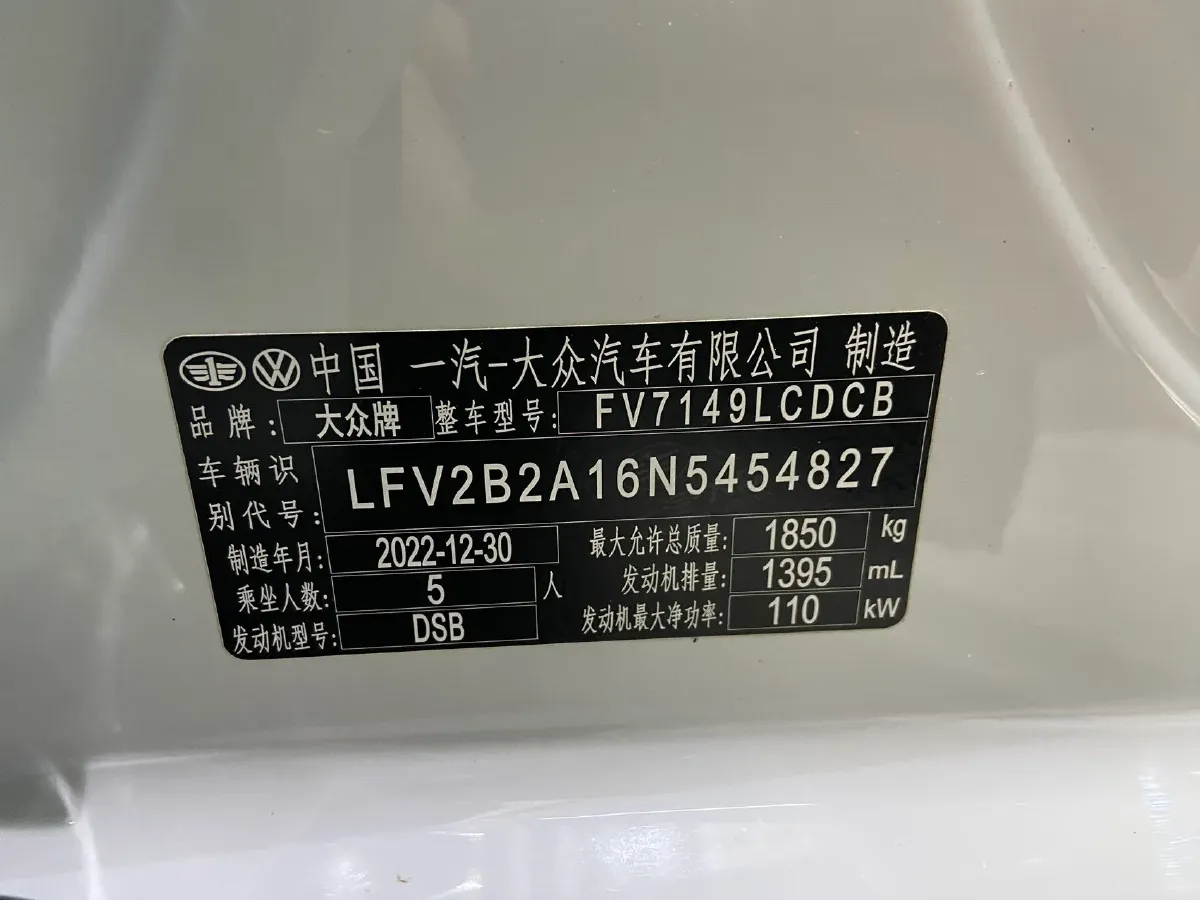 中国 一汽-大众汽车有限公司 制造
品牌: 大众牌 整车型号: FV7149LCDCB
车辆识别代号: LFV2B2A16N5454827
制造年月: 2022-12-30 最大允许总质量: 1850 kg
乘坐人数: 5 人 发动机排量: 1395 mL
发动机型号: DSB 发动机最大净功率: 110 kW